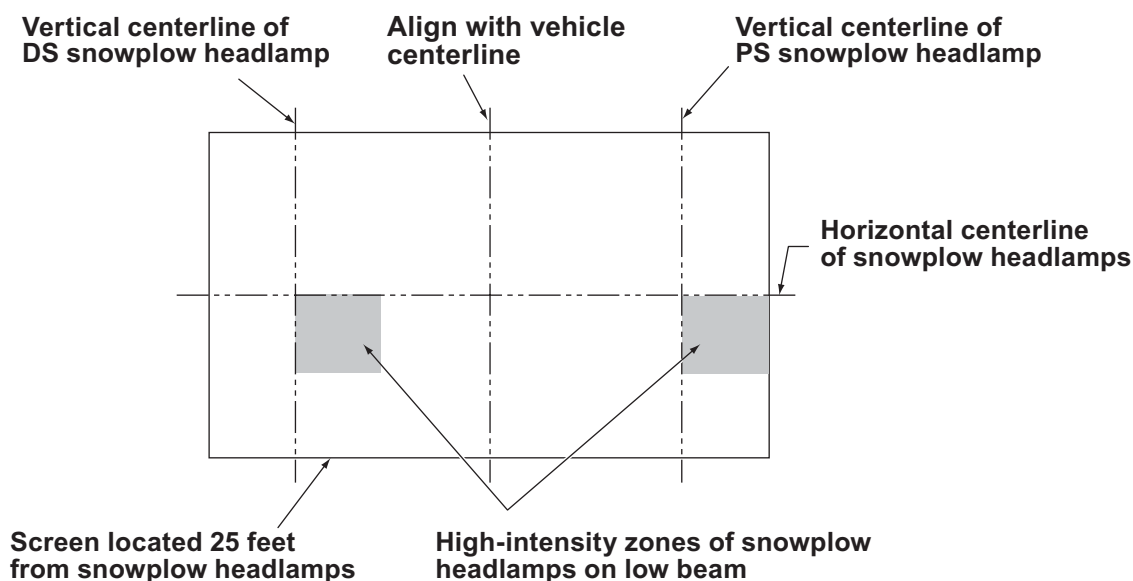 Vertical centerline of
DS snowplow headlamp
Align with vehicle
centerline
Vertical centerline of
PS snowplow headlamp
Horizontal centerline
of snowplow headlamps
Screen located 25 feet
from snowplow headlamps
High-intensity zones of snowplow
headlamps on low beam